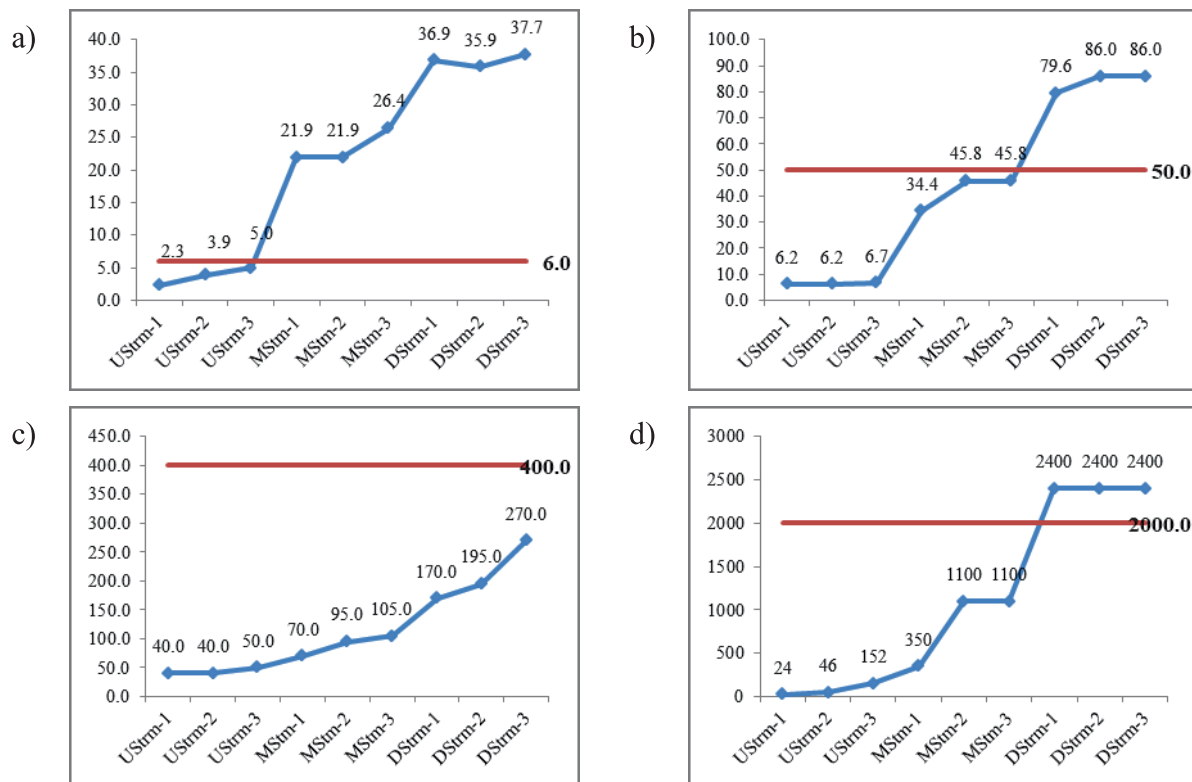 a)
40.0
35.0
30.0
25.0
20.0
15.0
10.0
5.0
0.0
2.3
3.9
5.0
21.9
21.9
26.4
36.9
35.9
37.7
6.0
UStrm-1
UStrm-2
UStrm-3
MStm-1
MStm-2
MStm-3
DStrm-1
DStrm-2
DStrm-3
b)
100.0
90.0
80.0
70.0
60.0
50.0
40.0
30.0
20.0
10.0
0.0
6.2
6.2
6.7
34.4
45.8
45.8
79.6
86.0
86.0
50.0
UStrm-1
UStrm-2
UStrm-3
MStm-1
MStm-2
MStm-3
DStrm-1
DStrm-2
DStrm-3
c)
450.0
400.0
350.0
300.0
250.0
200.0
150.0
100.0
50.0
0.0
40.0
40.0
50.0
70.0
95.0
105.0
170.0
195.0
270.0
400.0
UStrm-1
UStrm-2
UStrm-3
MStm-1
MStm-2
MStm-3
DStrm-1
DStrm-2
DStrm-3
d)
3000
2500
2000
1500
1000
500
0
24
46
152
350
1100
1100
2400
2400
2400
2000.0
UStrm-1
UStrm-2
UStrm-3
MStm-1
MStm-2
MStm-3
DStrm-1
DStrm-2
DStrm-3